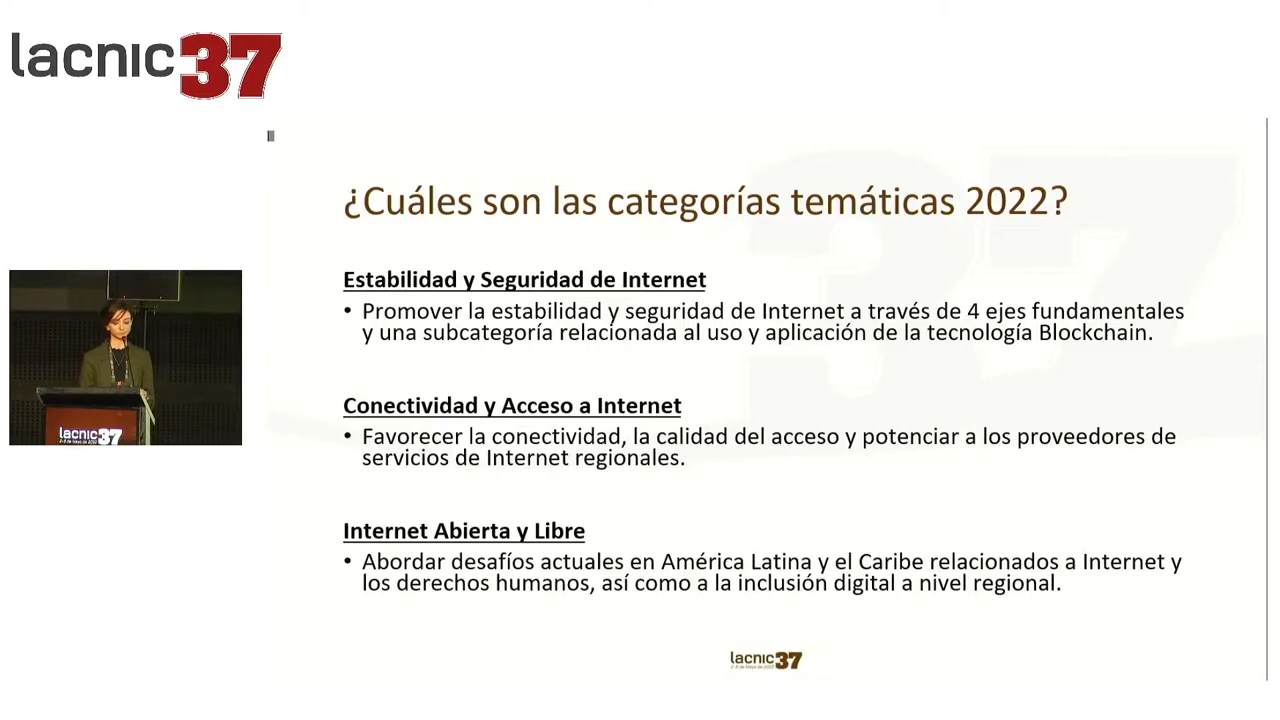 lacnic37
¿Cuáles son las categorías temáticas 2022?
Estabilidad y Seguridad de Internet
• Promover la estabilidad y seguridad de Internet a través de 4 ejes fundamentales
y una subcategoría relacionada al uso y aplicación de la tecnología Blockchain.
Conectividad y Acceso a Internet
• Favorecer la conectividad, la calidad del acceso y potenciar a los proveedores de
servicios de Internet regionales.
Internet Abierta y Libre
• Abordar desafíos actuales en América Latina y el Caribe relacionados a Internet y
los derechos humanos, así como a la inclusión digital a nivel regional.
lacnic37
lacnic37